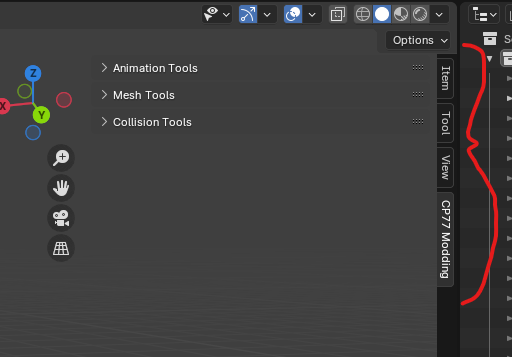 Options
Z
X
Y
Animation Tools
Mesh Tools
Collision Tools
Item
Tool
View
CP77 Modding